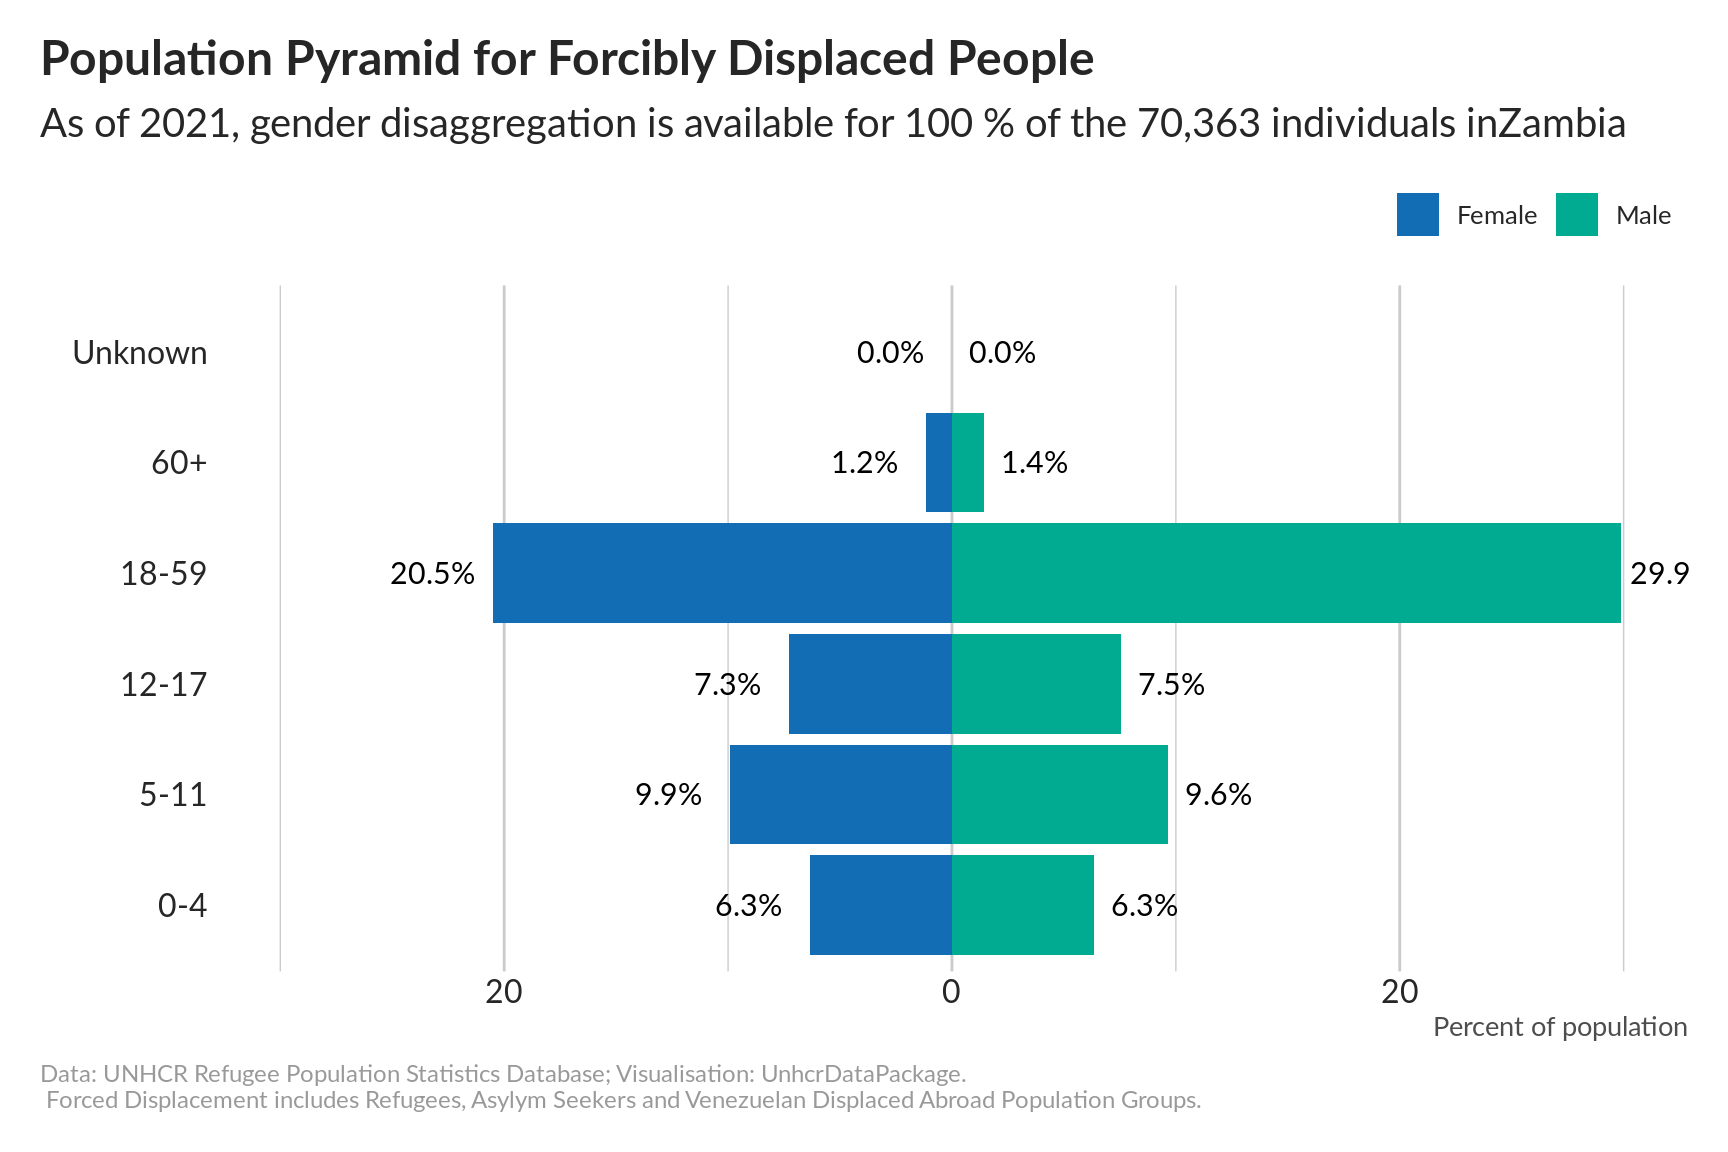 Population Pyramid for Forcibly Displaced People
As of 2021, gender disaggregation is available for 100 % of the 70,363 individuals inZambia
Female Male
Unknown 0.0% 0.0%
60+ 1.2% 1.4%
18-59 20.5% 29.9
12-17 7.3% 7.5%
5-11 9.9% 9.6%
0-4 6.3% 6.3%
20 0 20
Percent of population
Data: UNHCR Refugee Population Statistics Database; Visualisation: UnhcrDataPackage.
Forced Displacement includes Refugees, Asylym Seekers and Venezuelan Displaced Abroad Population Groups.